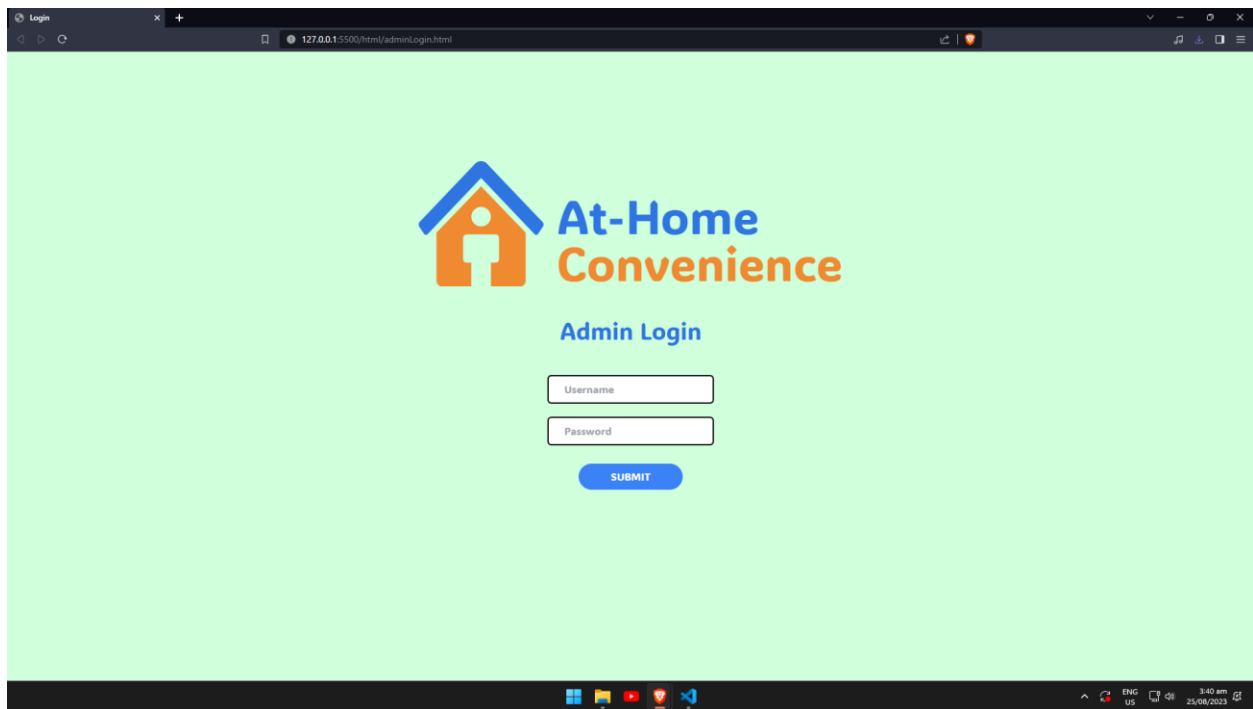 Login
127.0.0.1:5500/html/adminLogin.html
At-Home
Convenience
Admin Login
Username
Password
SUBMIT
ENG
US
3:40 am
25/08/2023